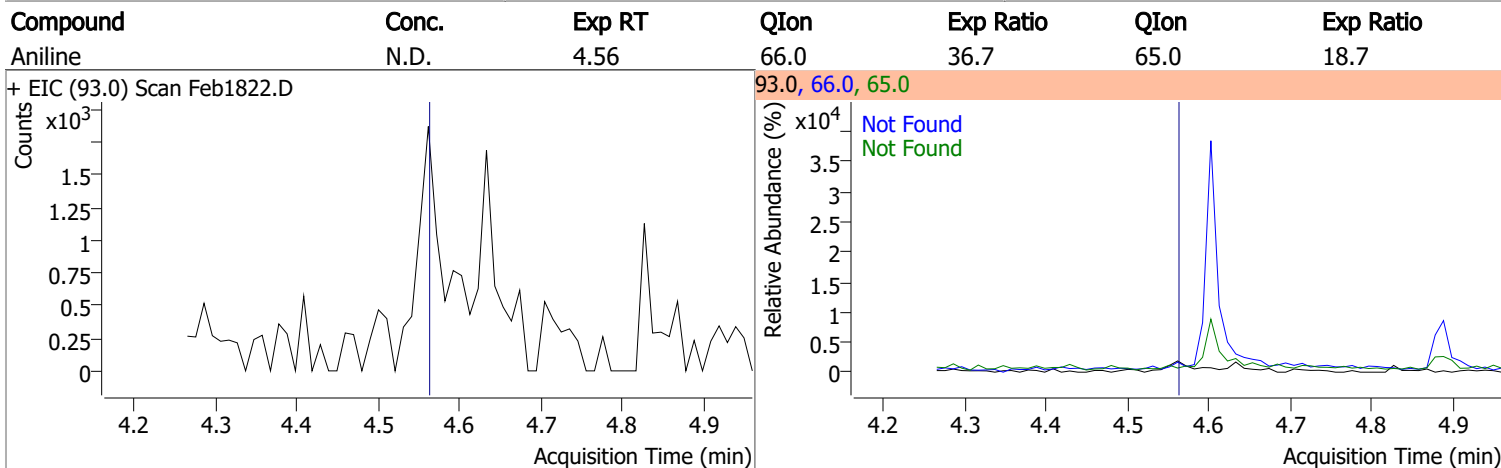 Compound Conc. Exp RT QIon Exp Ratio QIon Exp Ratio
Aniline N.D. 4.56 66.0 36.7 65.0 18.7
+ EIC (93.0) Scan Feb1822.D
93.0, 66.0, 65.0
Counts
x10³
1.5
1.25
1
0.75
0.5
0.25
0
4.2 4.3 4.4 4.5 4.6 4.7 4.8 4.9
Acquisition Time (min)
Relative Abundance (%)
x10⁴
Not Found
Not Found
3.5
3
2.5
2
1.5
1
0.5
0
4.2 4.3 4.4 4.5 4.6 4.7 4.8 4.9
Acquisition Time (min)